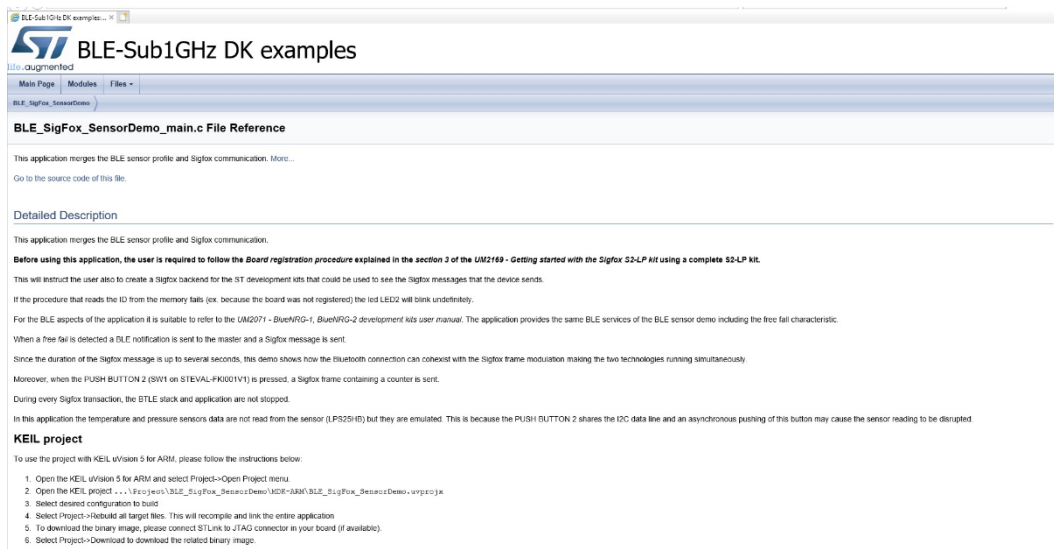 BLE-Sub1GHz DK examples:...
ST
life.augmented
BLE-Sub1GHz DK examples
Main Page Modules Files
BLE_SigFox_SensorDemo
BLE_SigFox_SensorDemo_main.c File Reference
This application merges the BLE sensor profile and Sigfox communication. More...
Go to the source code of this file.
Detailed Description
This application merges the BLE sensor profile and Sigfox communication.
Before using this application, the user is required to follow the Board registration procedure explained in the section 3 of the UM2169 - Getting started with the Sigfox S2-LP kit using a complete S2-LP kit.
This will instruct the user also to create a Sigfox backend for the ST development kits that could be used to see the Sigfox messages that the device sends.
If the procedure that reads the ID from the memory fails (ex. because the board was not registered) the led LED2 will blink undefinitely.
For the BLE aspects of the application it is suitable to refer to the UM2071 - BlueNRG-1, BlueNRG-2 development kits user manual. The application provides the same BLE services of the BLE sensor demo including the free fall characteristic.
When a free fall is detected a BLE notification is sent to the master and a Sigfox message is sent.
Since the duration of the Sigfox message is up to several seconds, this demo shows how the Bluetooth connection can cohexist with the Sigfox frame modulation making the two technologies running simultaneously.
Moreover, when the PUSH BUTTON 2 (SW1 on STEVAL-FKI001V1) is pressed, a Sigfox frame containing a counter is sent.
During every Sigfox transaction, the BTLE stack and application are not stopped.
In this application the temperature and pressure sensors data are not read from the sensor (LPS25HB) but they are emulated. This is because the PUSH BUTTON 2 shares the I2C data line and an asynchronous pushing of this button may cause the sensor reading to be disrupted.
KEIL project
To use the project with KEIL uVision 5 for ARM, please follow the instructions below:
1. Open the KEIL uVision 5 for ARM and select Project->Open Project menu.
2. Open the KEIL project ...\Project\BLE_SigFox_SensorDemo\MDK-ARM\BLE_SigFox_SensorDemo.uvprojx
3. Select desired configuration to build
4. Select Project->Rebuild all target files. This will recompile and link the entire application
5. To download the binary image, please connect STLink to JTAG connector in your board (if available).
6. Select Project->Download to download the related binary image.